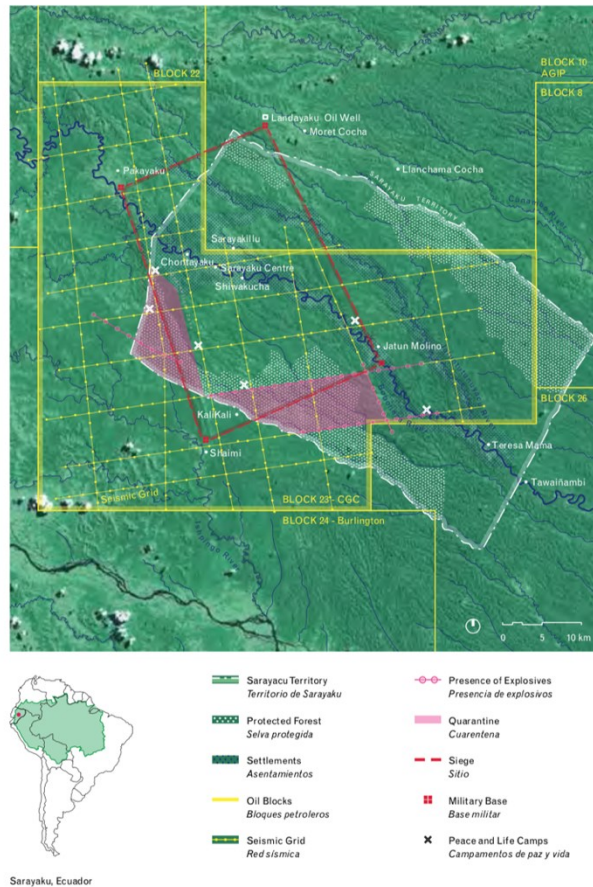 BLOCK 22
BLOCK 10
AGIP
BLOCK 8
Landayaku Oil Well
Moret Cocha
Llanchama Cocha
Pakayaku
SARAYAKU TERRITORY
Sarayakillu
Chontayaku
Sarayaku Centre
Shiwakucha
Jatun Molino
BLOCK 26
KaliKali
Teresa Mama
Shaimi
Tawaiñambi
Seismic Grid
BLOCK 23 - CGC
BLOCK 24 - Burlington
0 5 10 km
Sarayacu Territory
Territorio de Sarayaku
Protected Forest
Selva protegida
Settlements
Asentamientos
Oil Blocks
Bloques petroleros
Seismic Grid
Red sísmica
Presence of Explosives
Presencia de explosivos
Quarantine
Cuarentena
Siege
Sitio
Military Base
Base militar
Peace and Life Camps
Campamentos de paz y vida
Sarayaku, Ecuador